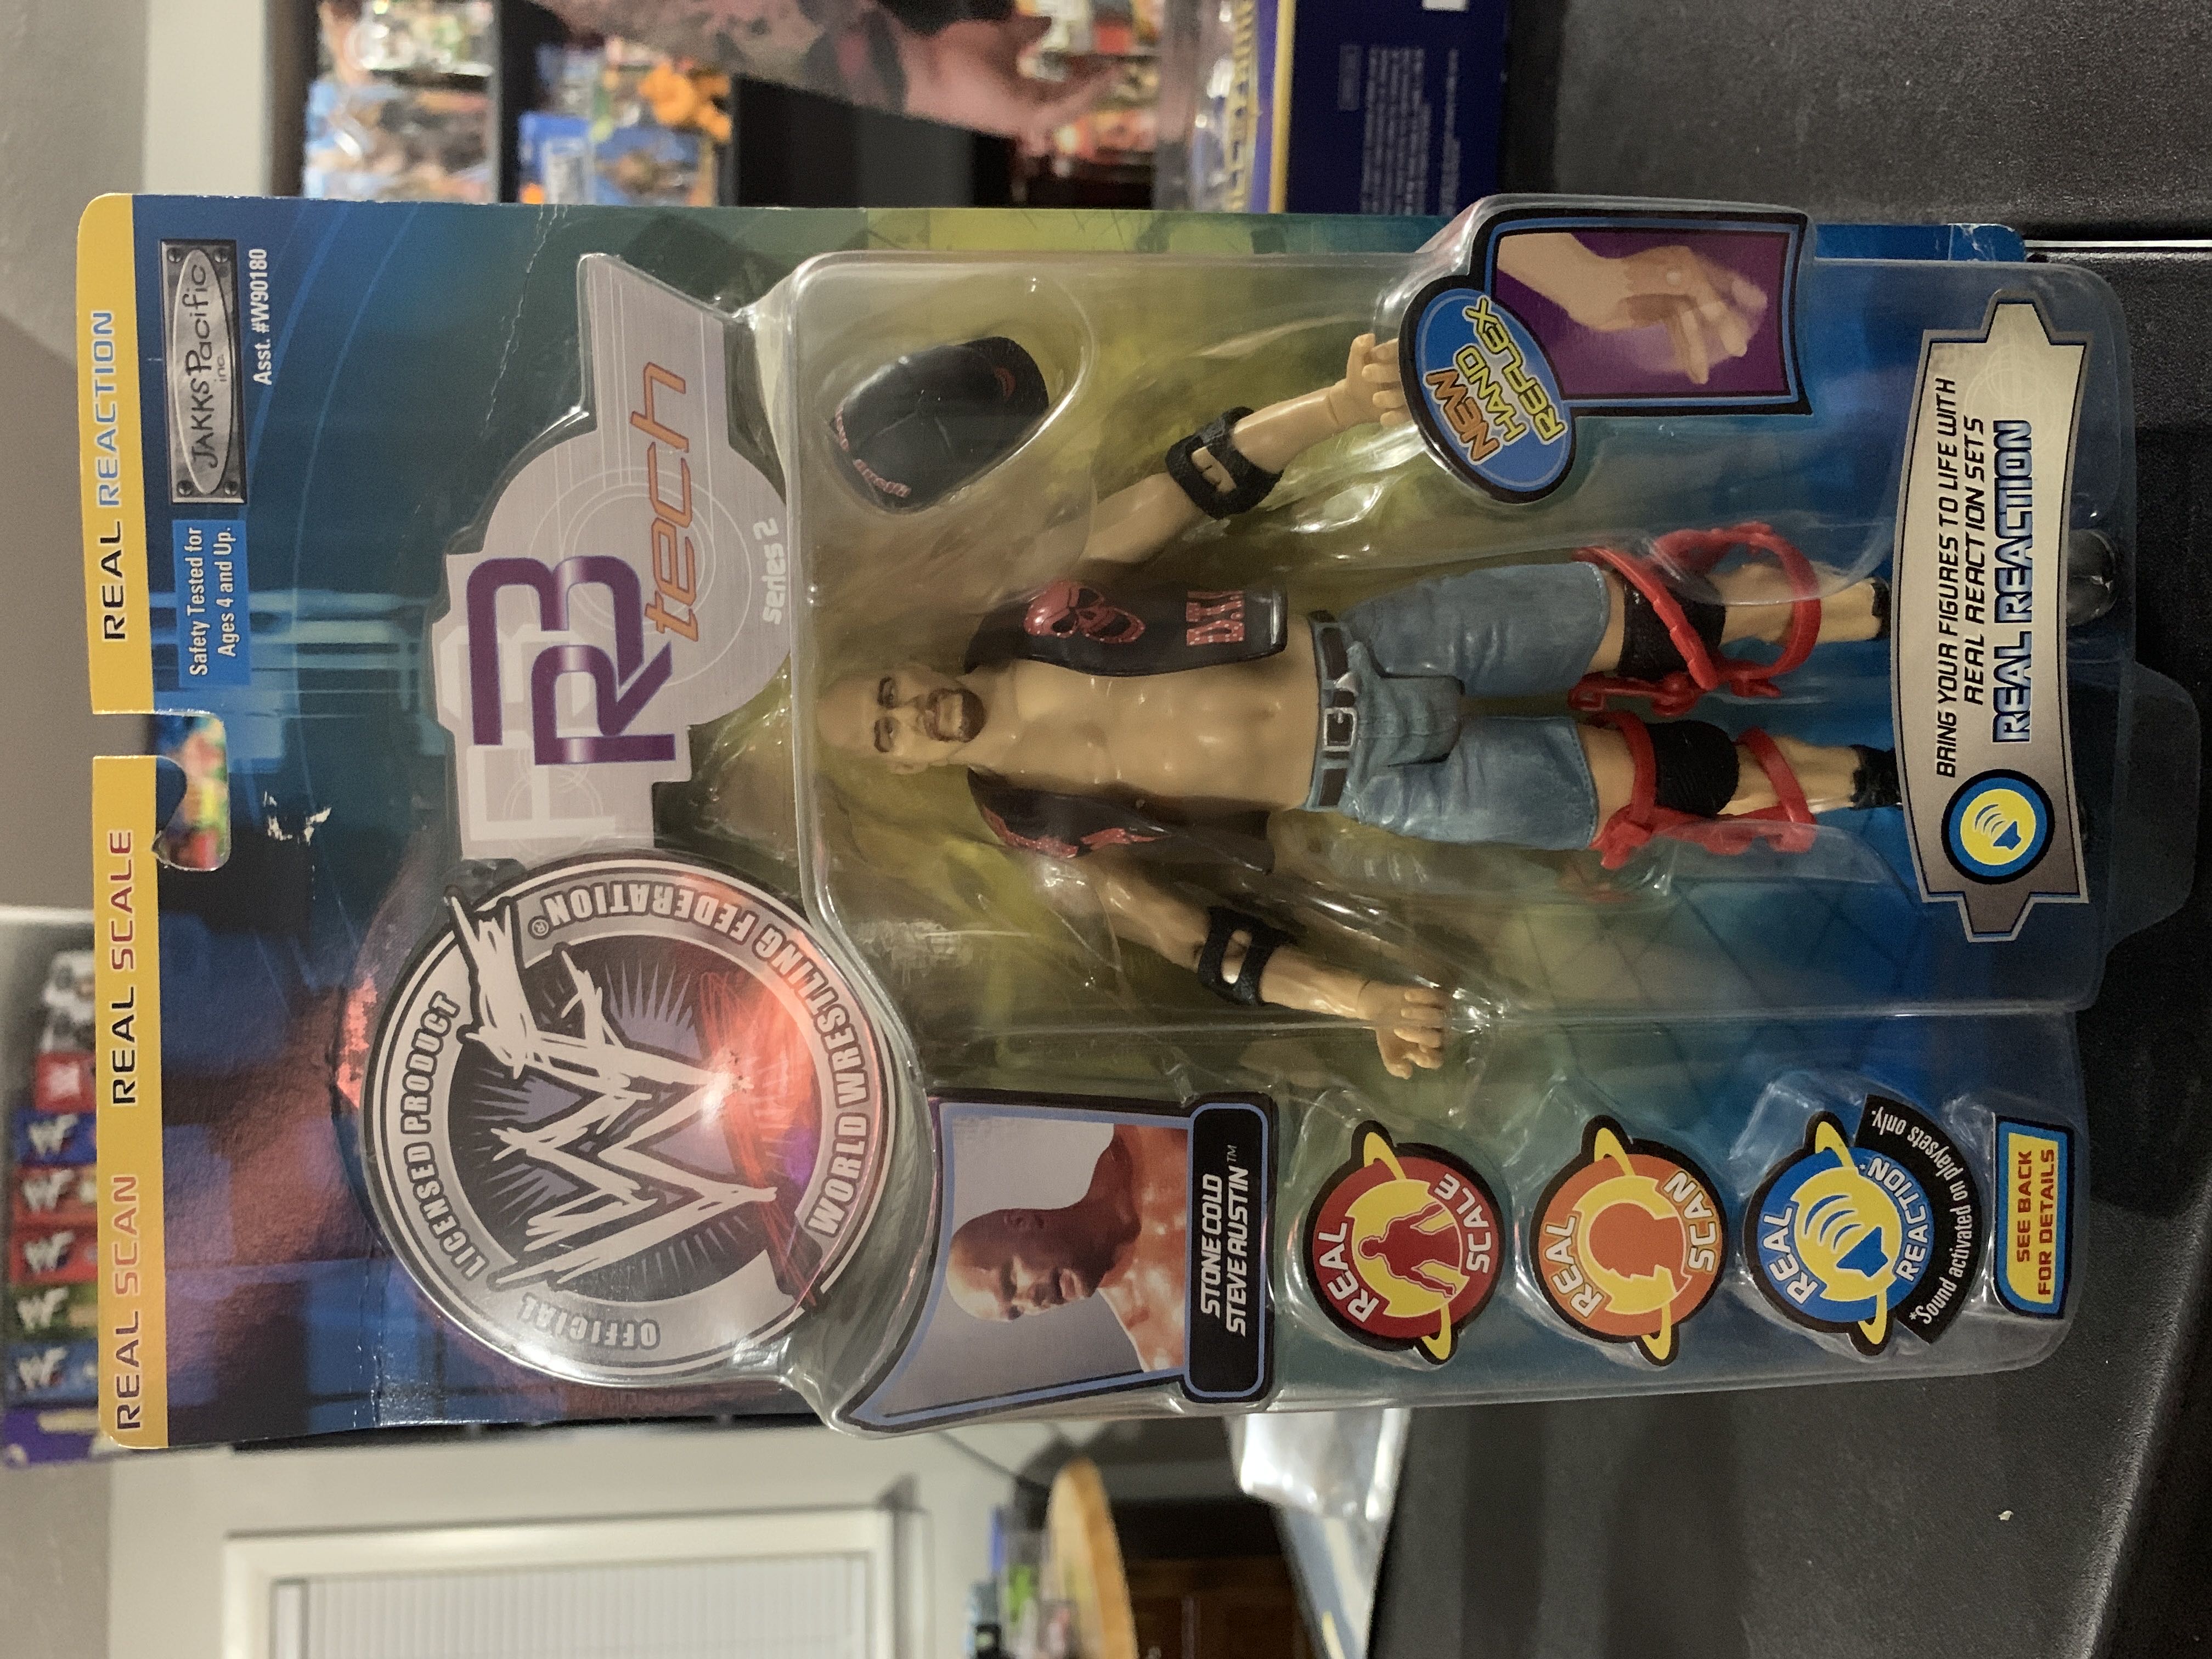 REAL SCAN REAL SCALE REAL REACTION
JAKKS Pacific
inc.
Asst. #W90180
Safety Tested for
Ages 4 and Up.
R3
tech
series 2
OFFICIAL LICENSED PRODUCT
WORLD WRESTLING FEDERATION®
STONE COLD
STEVE AUSTIN™
D.T.A
NEW
HAND
REFLEX
REAL
SCALE
REAL
SCAN
REAL
REACTION*
*Sound activated on playsets only.
SEE BACK
FOR DETAILS
BRING YOUR FIGURES TO LIFE WITH
REAL REACTION SETS
REAL REACTION